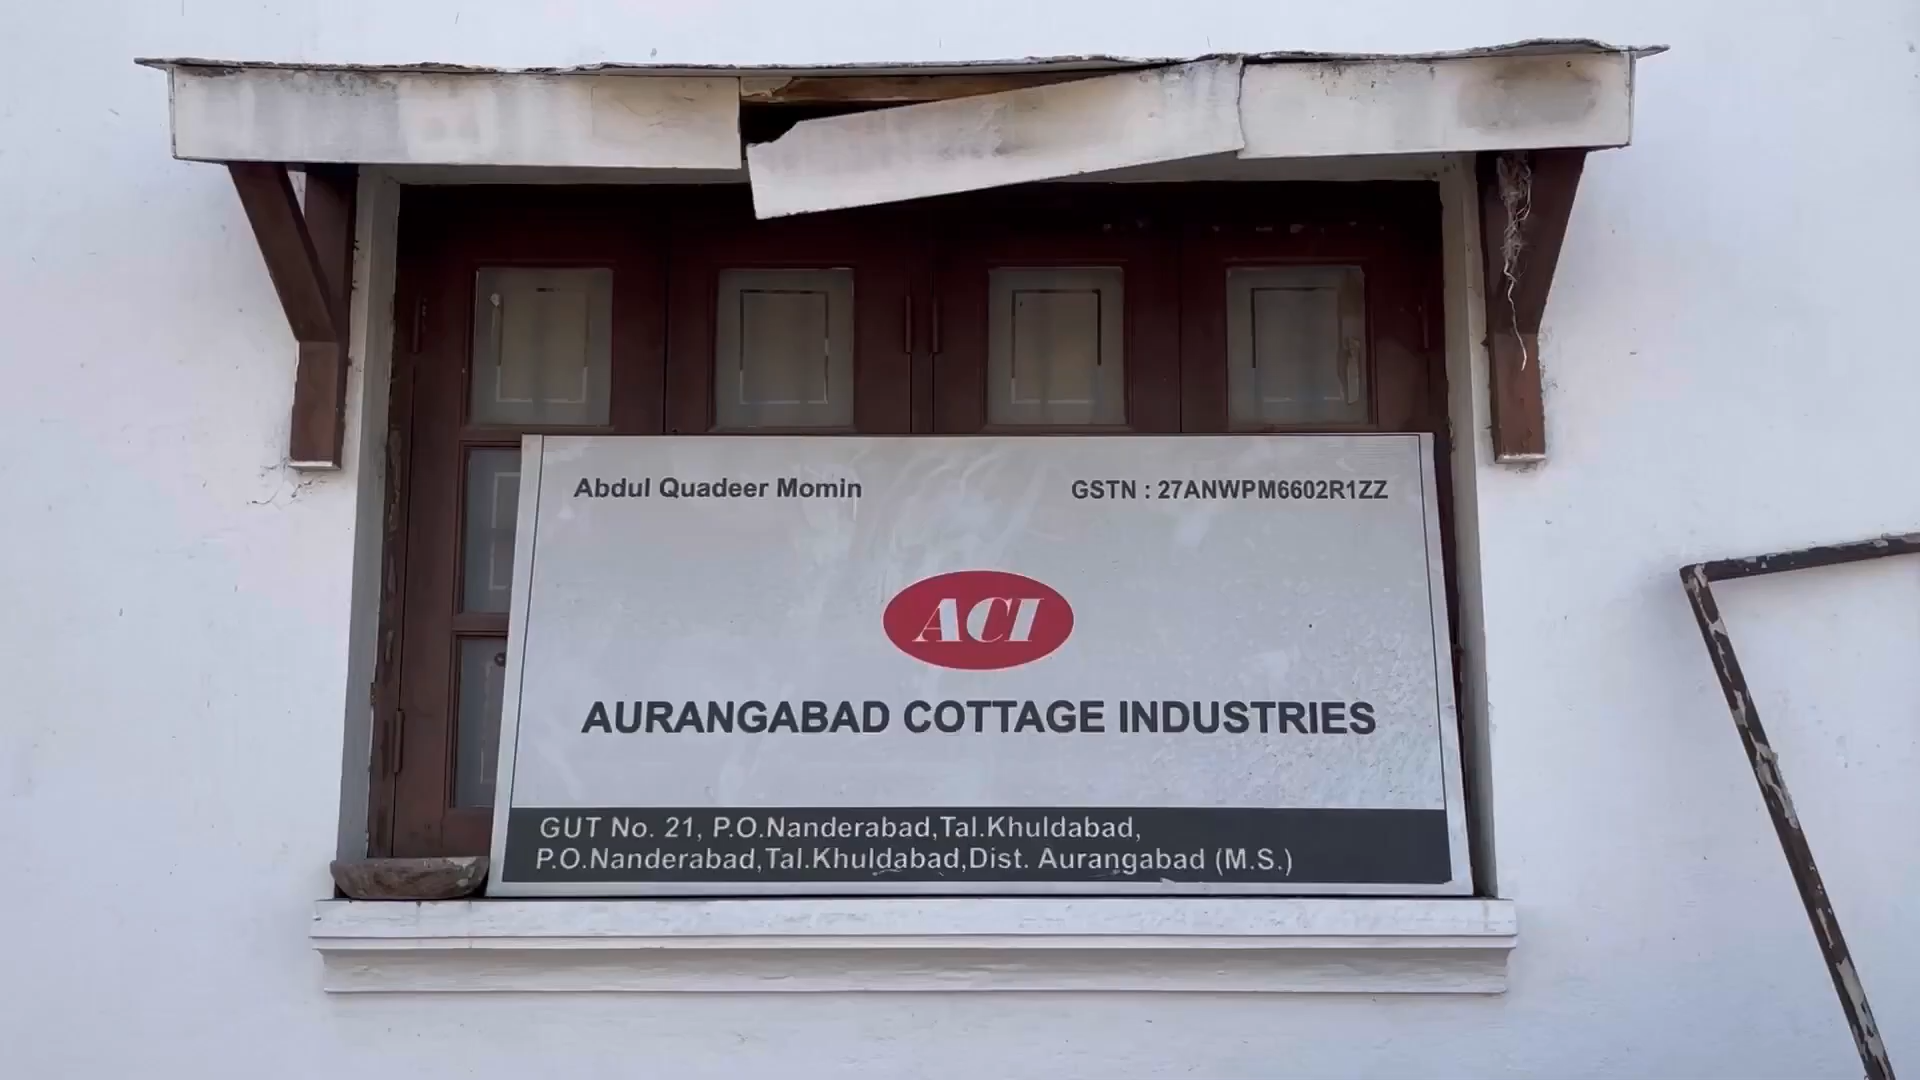 Abdul Quadeer Momin GSTN : 27ANWPM6602R1ZZ
ACI
AURANGABAD COTTAGE INDUSTRIES
GUT No. 21, P.O.Nanderabad,Tal.Khuldabad,
P.O.Nanderabad,Tal.Khuldabad,Dist. Aurangabad (M.S.)